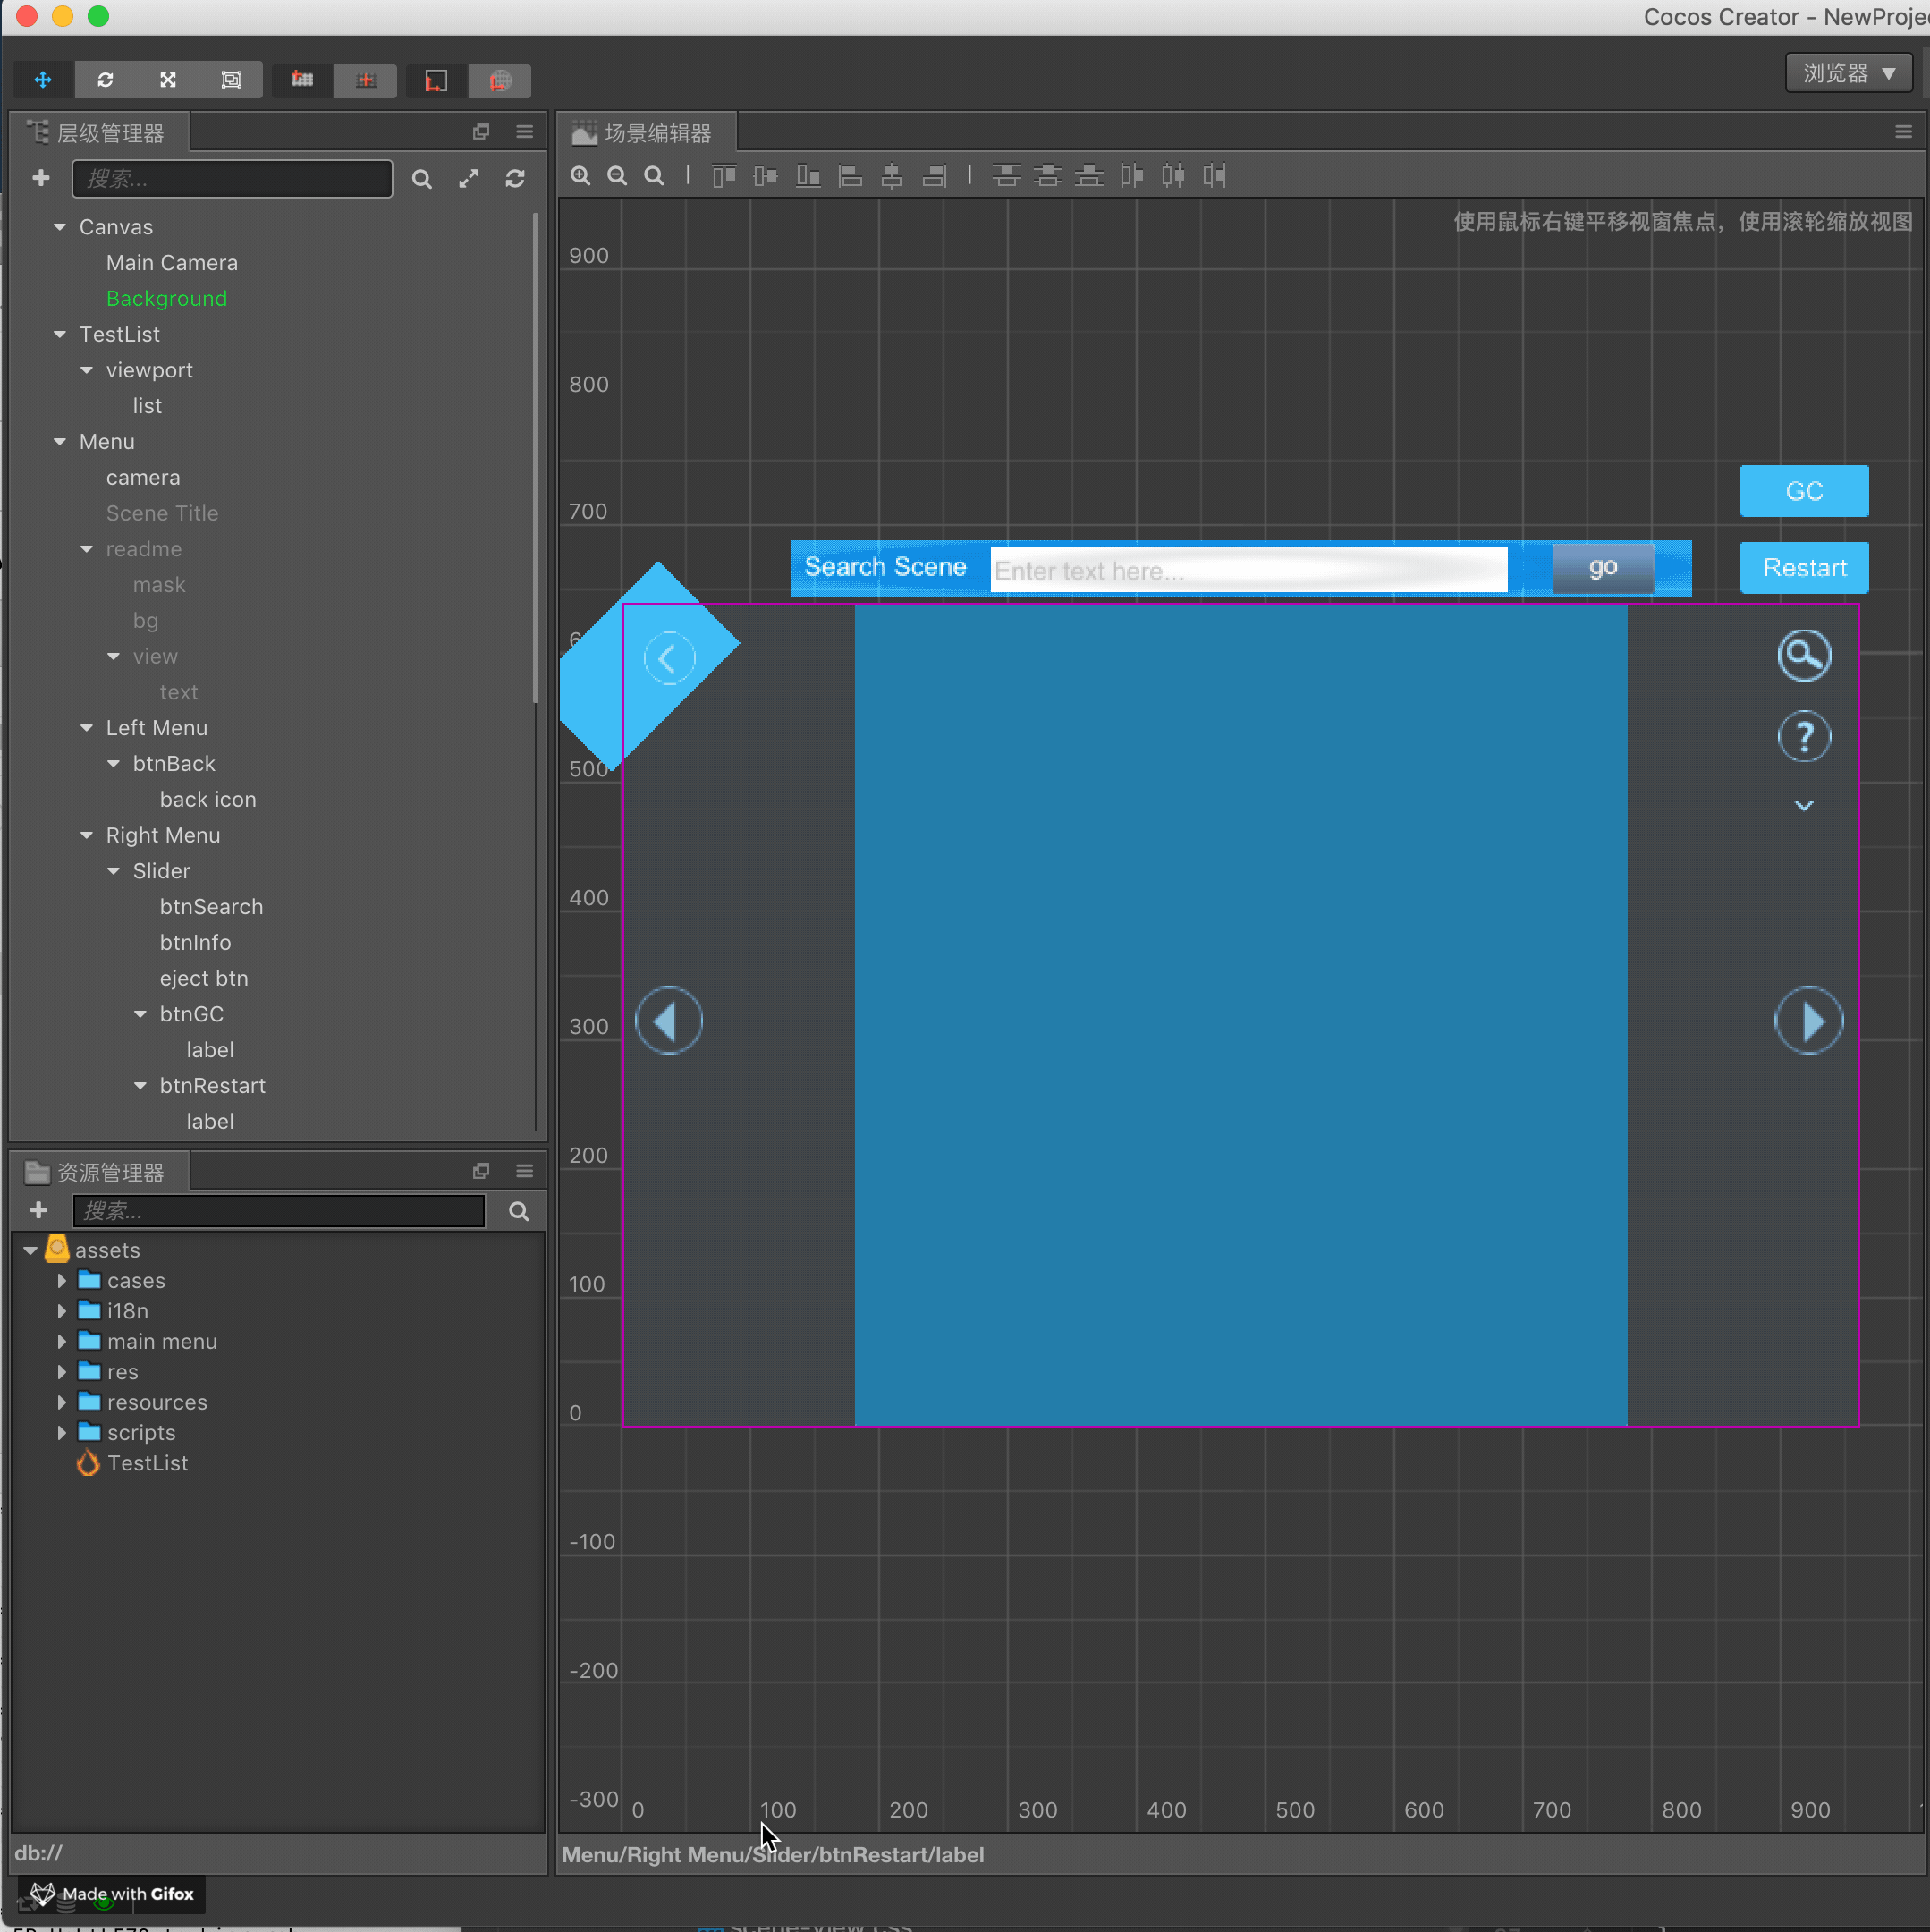 Cocos Creator - NewProje
浏览器
层级管理器
搜索...
Canvas
Main Camera
Background
TestList
viewport
list
Menu
camera
Scene Title
readme
mask
bg
view
text
Left Menu
btnBack
back icon
Right Menu
Slider
btnSearch
btnInfo
eject btn
btnGC
label
btnRestart
label
资源管理器
搜索...
assets
cases
i18n
main menu
res
resources
scripts
TestList
db://
Made with Gifox
场景编辑器
使用鼠标右键平移视窗焦点，使用滚轮缩放视图
900
800
700
GC
Search Scene
Enter text here...
go
Restart
6
?
500
400
300
200
100
0
-100
-200
-300
0 100 200 300 400 500 600 700 800 900
Menu/Right Menu/Slider/btnRestart/label